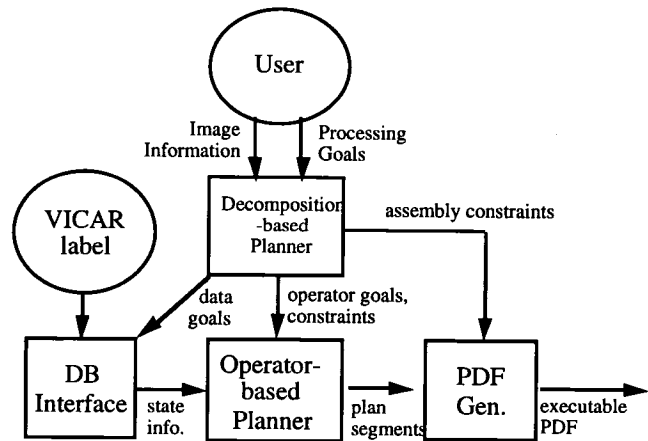 User
Image
Information
Processing
Goals
VICAR
label
Decomposition
-based
Planner
assembly constraints
data
goals
operator goals,
constraints
DB
Interface
state
info.
Operator-
based
Planner
plan
segments
PDF
Gen.
executable
PDF